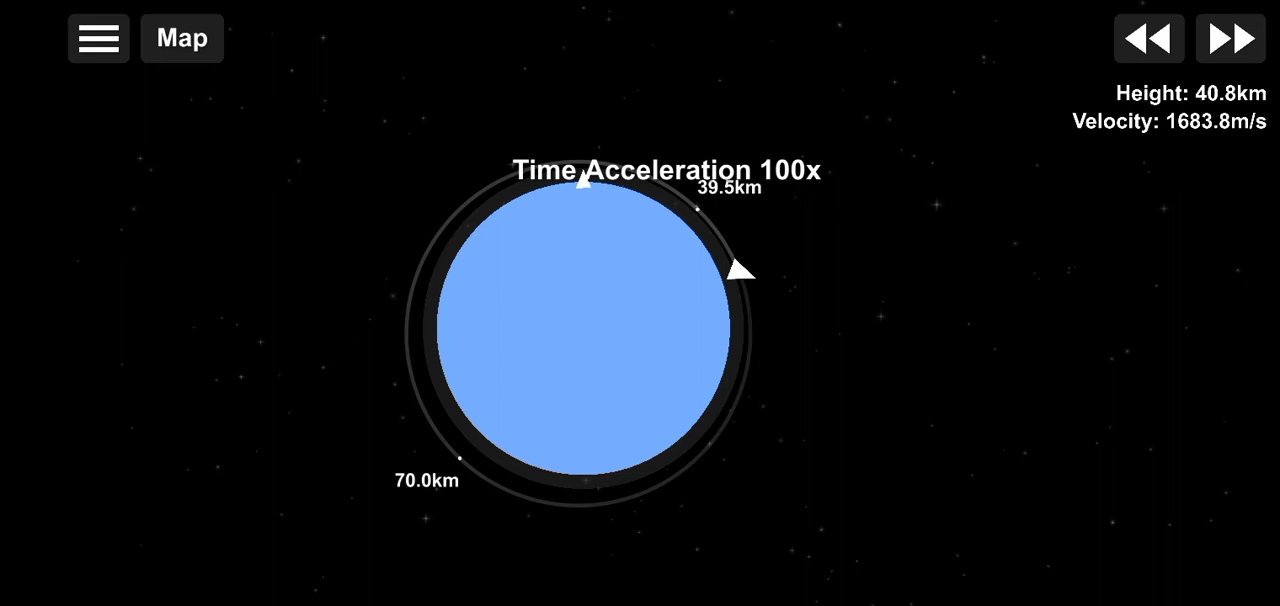 Map
Height: 40.8km
Velocity: 1683.8m/s
Time Acceleration 100x
39.5km
70.0km